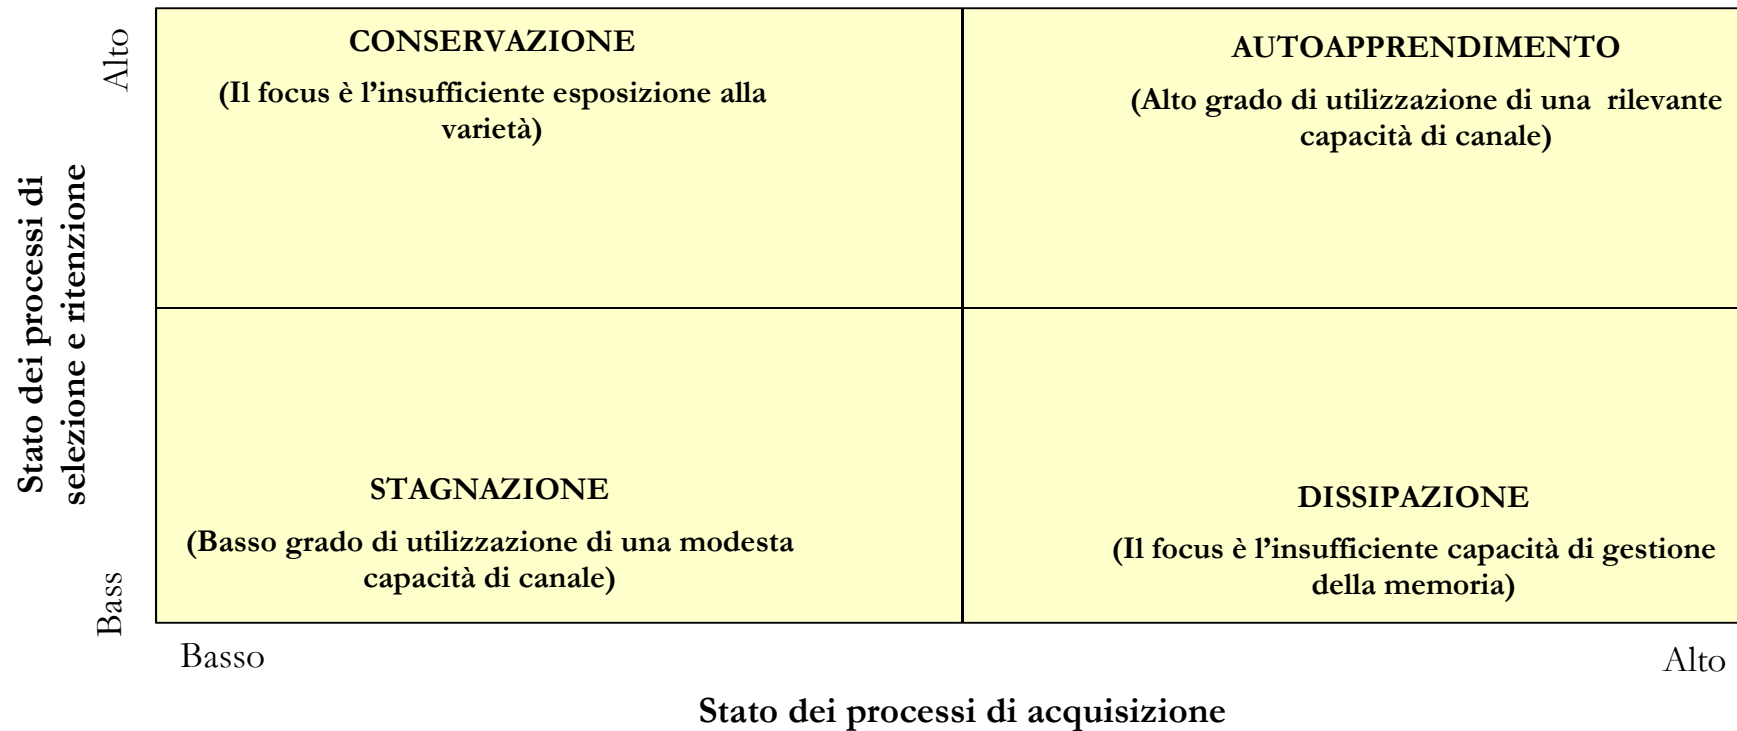 Alto
Stato dei processi di
selezione e ritenzione
Bass
CONSERVAZIONE
(Il focus è l’insufficiente esposizione alla
varietà)
AUTOAPPRENDIMENTO
(Alto grado di utilizzazione di una rilevante
capacità di canale)
STAGNAZIONE
(Basso grado di utilizzazione di una modesta
capacità di canale)
DISSIPAZIONE
(Il focus è l’insufficiente capacità di gestione
della memoria)
Basso
Alto
Stato dei processi di acquisizione